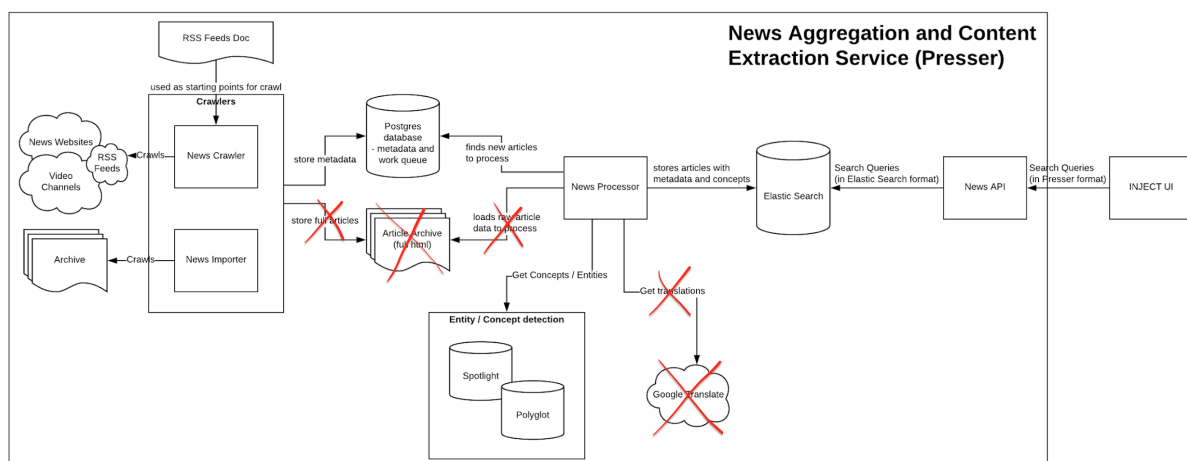 News Aggregation and Content
Extraction Service (Presser)
RSS Feeds Doc
used as starting points for crawl
Crawlers
News Websites
RSS
Feeds
Video
Channels
Crawls
News Crawler
store metadata
Postgres
database
- metadata and
work queue
finds new articles
to process
News Processor
stores articles with
metadata and concepts
Elastic Search
Search Queries
(in Elastic Search format)
News API
Search Queries
(in Presser format)
INJECT UI
store full articles
Article Archive
(full html)
loads raw article
data to process
Archive
Crawls
News Importer
Get Concepts / Entities
Get translations
Entity / Concept detection
Spotlight
Polyglot
Google Translate